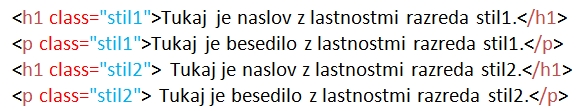 <h1 class="stil1">Tukaj je naslov z lastnostmi razreda stil1.</h1>
<p class="stil1">Tukaj je besedilo z lastnostmi razreda stil1.</p>
<h1 class="stil2"> Tukaj je naslov z lastnostmi razreda stil2.</h1>
<p class="stil2"> Tukaj je besedilo z lastnostmi razreda stil2.</p>